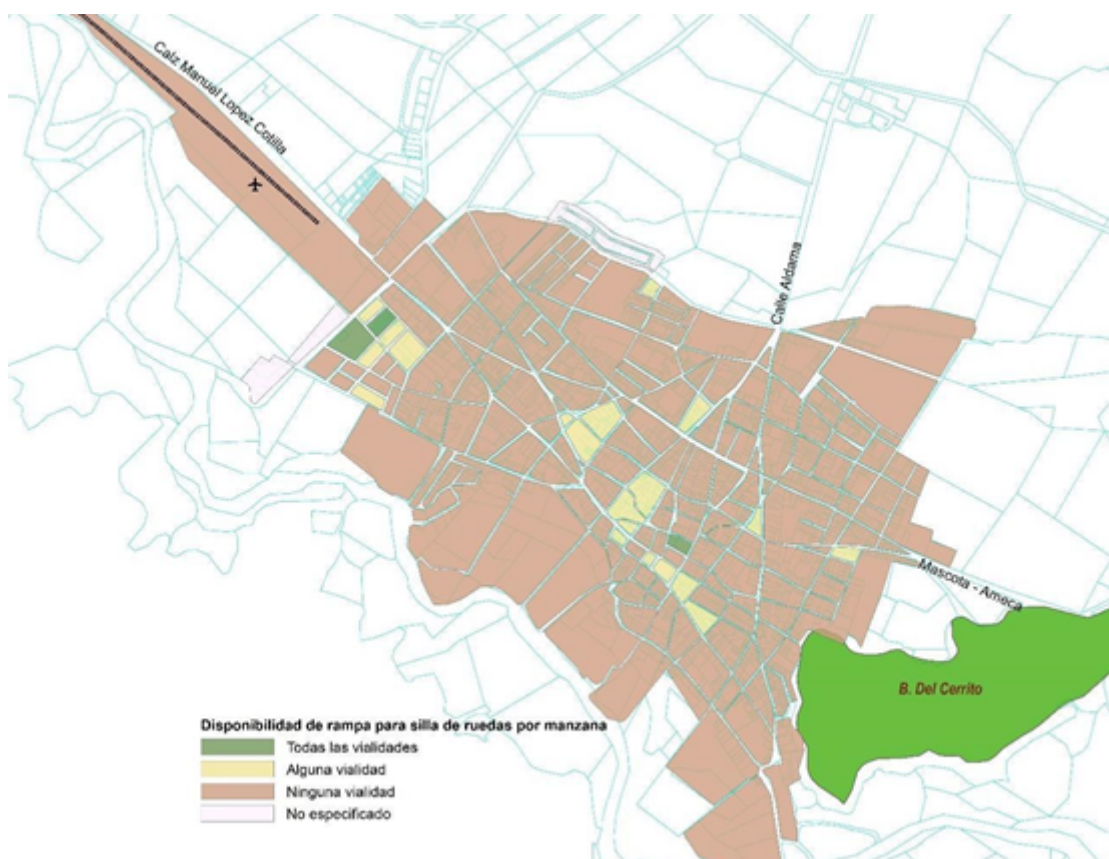 Calz Manuel Lopez Cotilla
Calle Aldama
Mascota - Ameca
B. Del Cerrito
Disponibilidad de rampa para silla de ruedas por manzana
Todas las vialidades
Alguna vialidad
Ninguna vialidad
No especificado